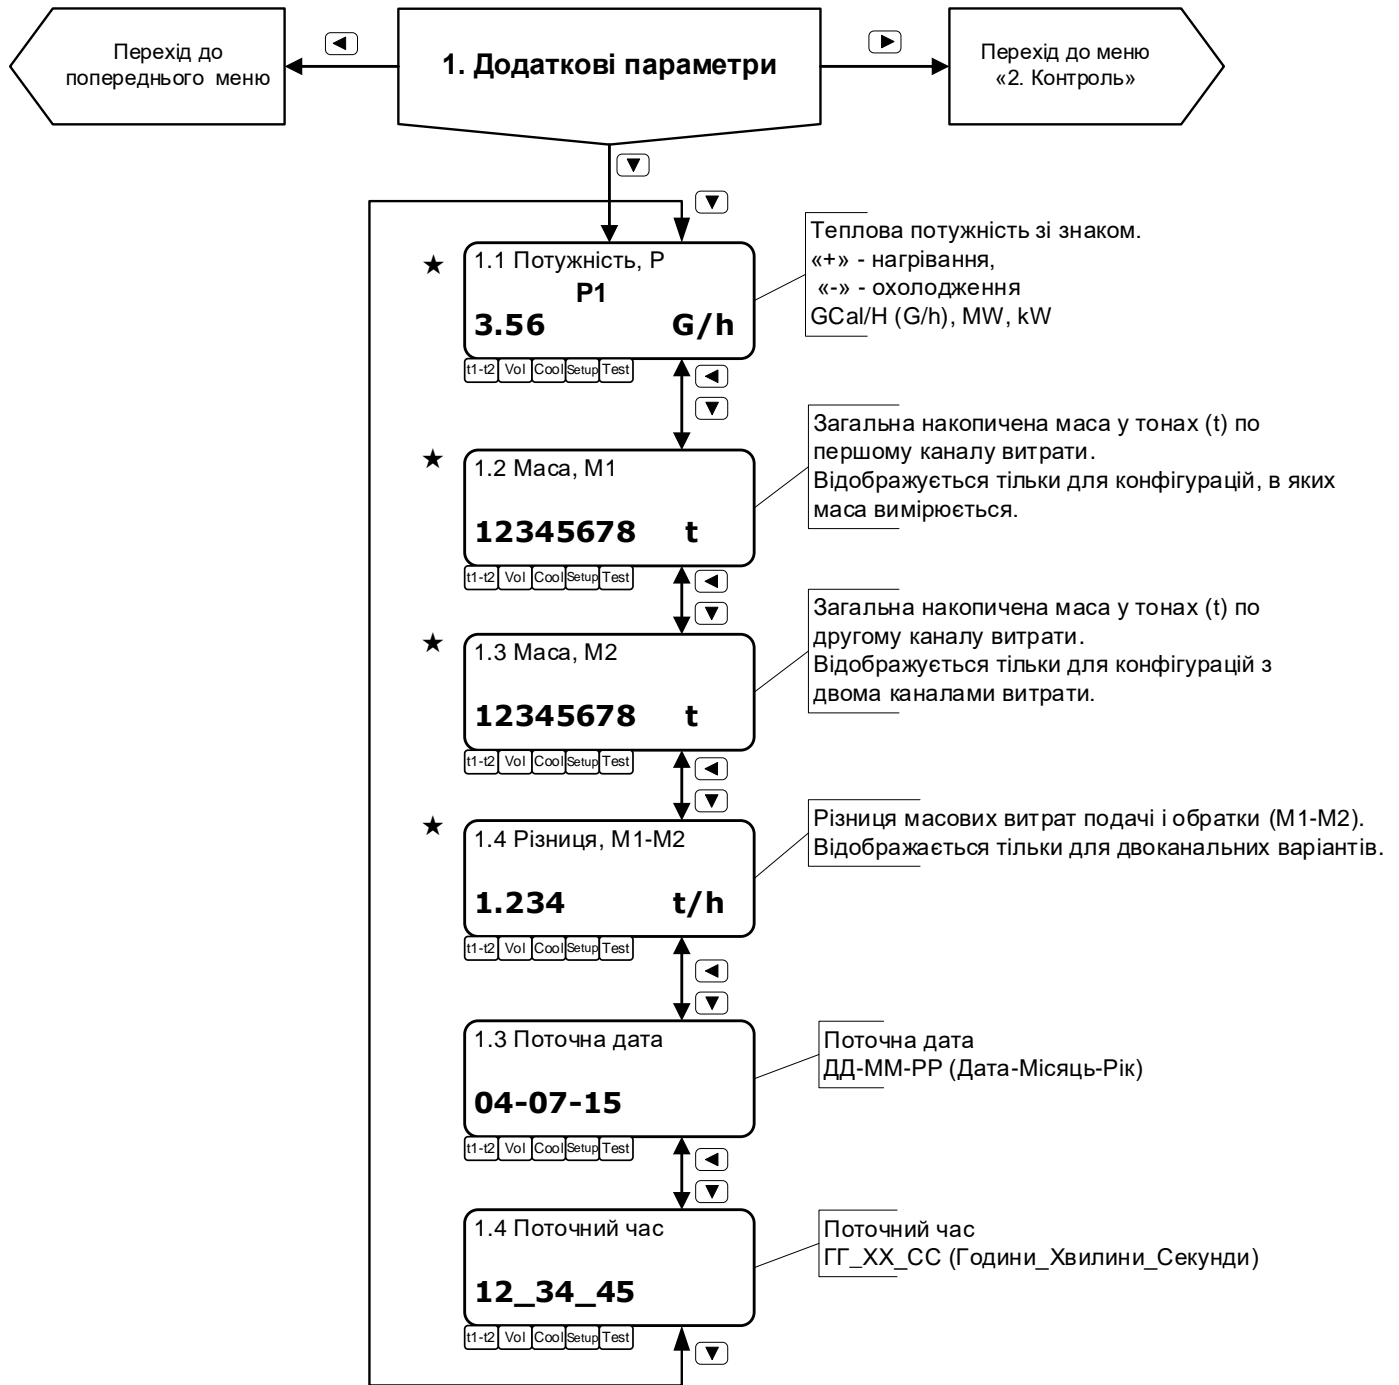 Перехід до
попереднього меню
1. Додаткові параметри
Перехід до меню
«2. Контроль»
1.1 Потужність, P
P1
3.56 G/h
t1-t2 Vol Cool Setup Test
Теплова потужність зі знаком.
«+» - нагрівання,
«-» - охолодження
GCal/H (G/h), MW, kW
1.2 Маса, M1
12345678 t
t1-t2 Vol Cool Setup Test
Загальна накопичена маса у тонах (t) по
першому каналу витрати.
Відображується тільки для конфігурацій, в яких
маса вимірюється.
1.3 Маса, M2
12345678 t
t1-t2 Vol Cool Setup Test
Загальна накопичена маса у тонах (t) по
другому каналу витрати.
Відображується тільки для конфігурацій з
двома каналами витрати.
1.4 Різниця, M1-M2
1.234 t/h
t1-t2 Vol Cool Setup Test
Різниця масових витрат подачі і обратки (M1-M2).
Відображається тільки для двоканальних варіантів.
1.3 Поточна дата
04-07-15
t1-t2 Vol Cool Setup Test
Поточна дата
ДД-ММ-РР (Дата-Місяць-Рік)
1.4 Поточний час
12_34_45
t1-t2 Vol Cool Setup Test
Поточний час
ГГ_ХХ_СС (Години_Хвилини_Секунди)